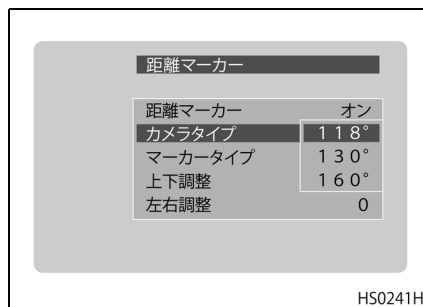 距離マーカー
距離マーカー オン
カメラタイプ 118°
マーカータイプ 130°
上下調整 160°
左右調整 0
HS0241H